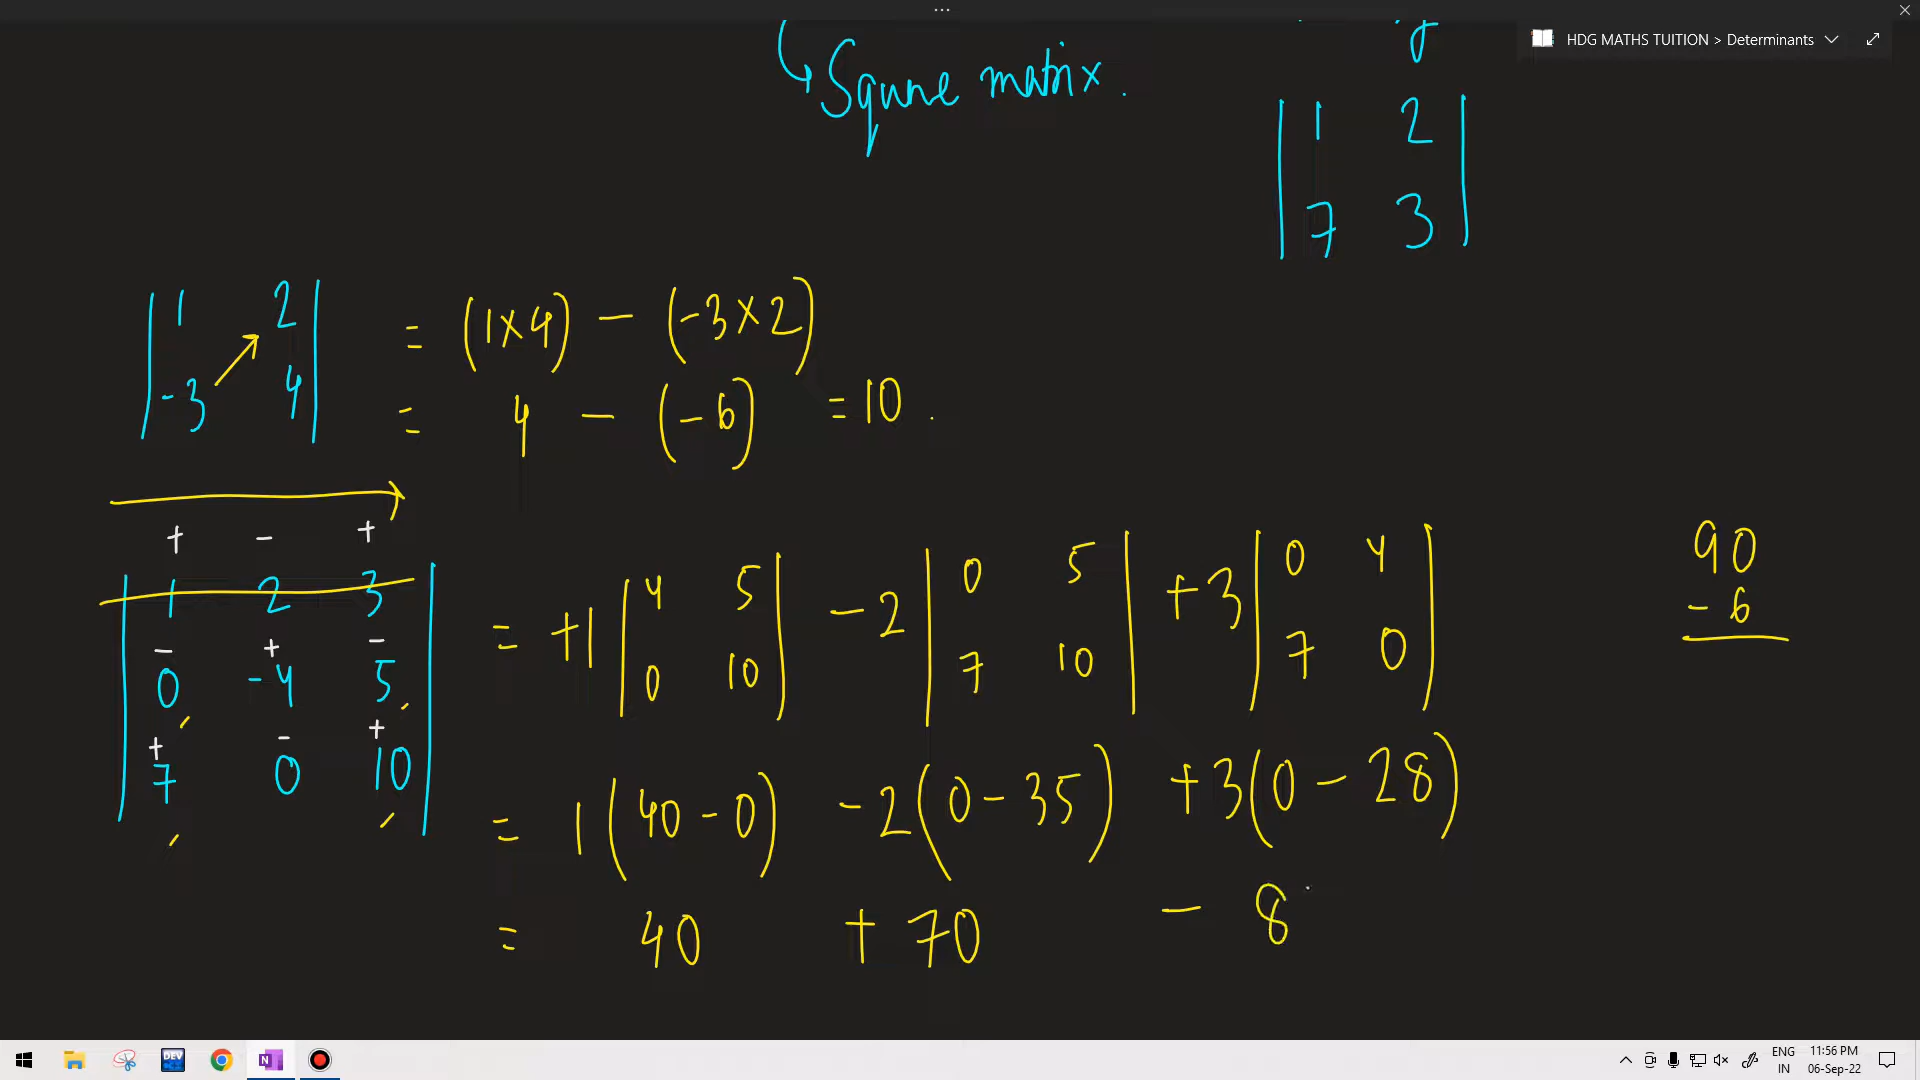 ...
HDG MATHS TUITION > Determinants
Square matrix.
1 2
7 3
1 2
-3 4
= (1×4) - (-3×2)
= 4 - (-6) = 10.
+ - +
1 2 3
- + -
0 -4 5
+ - +
7 0 10
= +1 | 4 5 | -2 | 0 5 | +3 | 0 4 |
| 0 10 | | 7 10 | | 7 0 |
= 1(40-0) -2(0-35) +3(0-28)
= 40 + 70 - 8
90
- 6
ENG
IN
11:56 PM
06-Sep-22